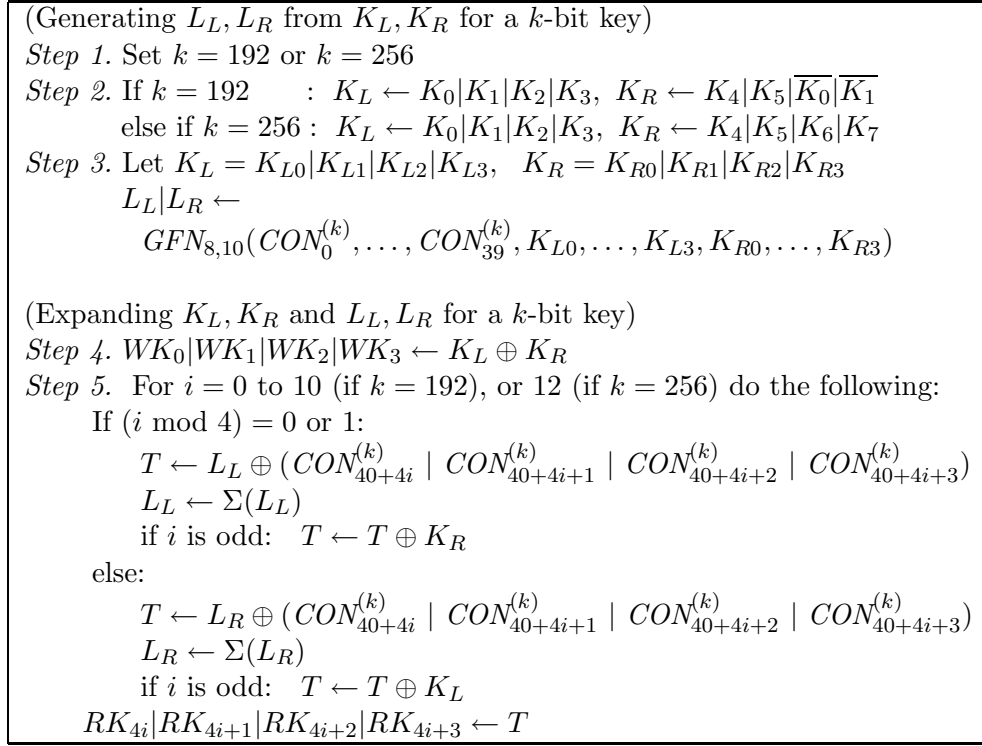 (Generating L_L, L_R from K_L, K_R for a k-bit key)
Step 1. Set k = 192 or k = 256
Step 2. If k = 192 : K_L ← K_0|K_1|K_2|K_3, K_R ← K_4|K_5|\overline{K_0}|\overline{K_1}
else if k = 256 : K_L ← K_0|K_1|K_2|K_3, K_R ← K_4|K_5|K_6|K_7
Step 3. Let K_L = K_{L0}|K_{L1}|K_{L2}|K_{L3}, K_R = K_{R0}|K_{R1}|K_{R2}|K_{R3}
L_L|L_R ←
GFN_{8,10}(CON_0^{(k)}, . . . , CON_{39}^{(k)}, K_{L0}, . . . , K_{L3}, K_{R0}, . . . , K_{R3})
(Expanding K_L, K_R and L_L, L_R for a k-bit key)
Step 4. WK_0|WK_1|WK_2|WK_3 ← K_L ⊕ K_R
Step 5. For i = 0 to 10 (if k = 192), or 12 (if k = 256) do the following:
If (i mod 4) = 0 or 1:
T ← L_L ⊕ (CON_{40+4i}^{(k)} | CON_{40+4i+1}^{(k)} | CON_{40+4i+2}^{(k)} | CON_{40+4i+3}^{(k)})
L_L ← Σ(L_L)
if i is odd: T ← T ⊕ K_R
else:
T ← L_R ⊕ (CON_{40+4i}^{(k)} | CON_{40+4i+1}^{(k)} | CON_{40+4i+2}^{(k)} | CON_{40+4i+3}^{(k)})
L_R ← Σ(L_R)
if i is odd: T ← T ⊕ K_L
RK_{4i}|RK_{4i+1}|RK_{4i+2}|RK_{4i+3} ← T